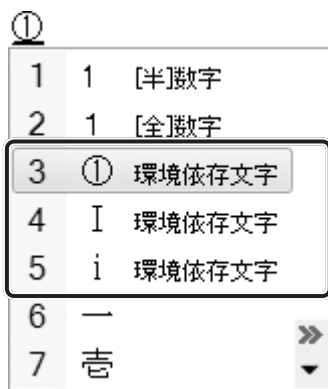 ①
1 1 [半]数字
2 1 [全]数字
3 ① 環境依存文字
4 Ⅰ 環境依存文字
5 ⅰ 環境依存文字
6 一
7 壱